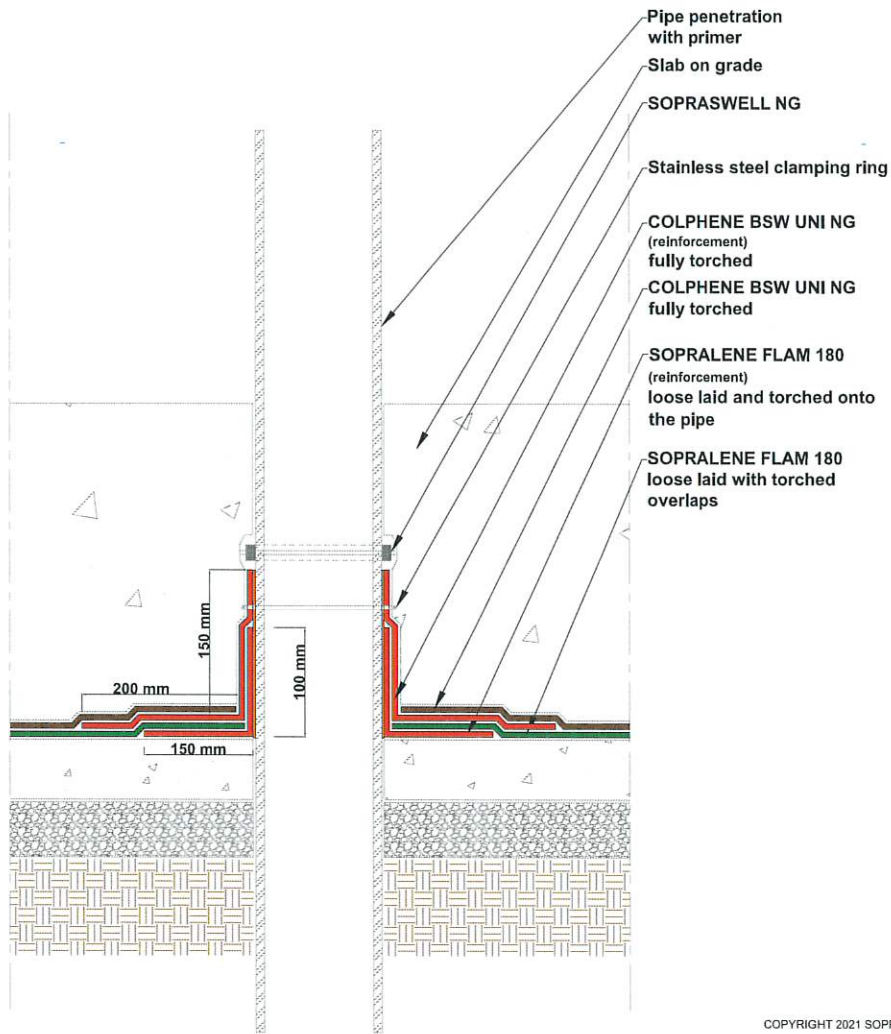 Pipe penetration
with primer
Slab on grade
SOPRASWELL NG
Stainless steel clamping ring
COLPHENE BSW UNI NG
(reinforcement)
fully torched
COLPHENE BSW UNI NG
fully torched
SOPRALENE FLAM 180
(reinforcement)
loose laid and torched onto
the pipe
SOPRALENE FLAM 180
loose laid with torched
overlaps
150 mm
100 mm
200 mm
150 mm
COPYRIGHT 2021